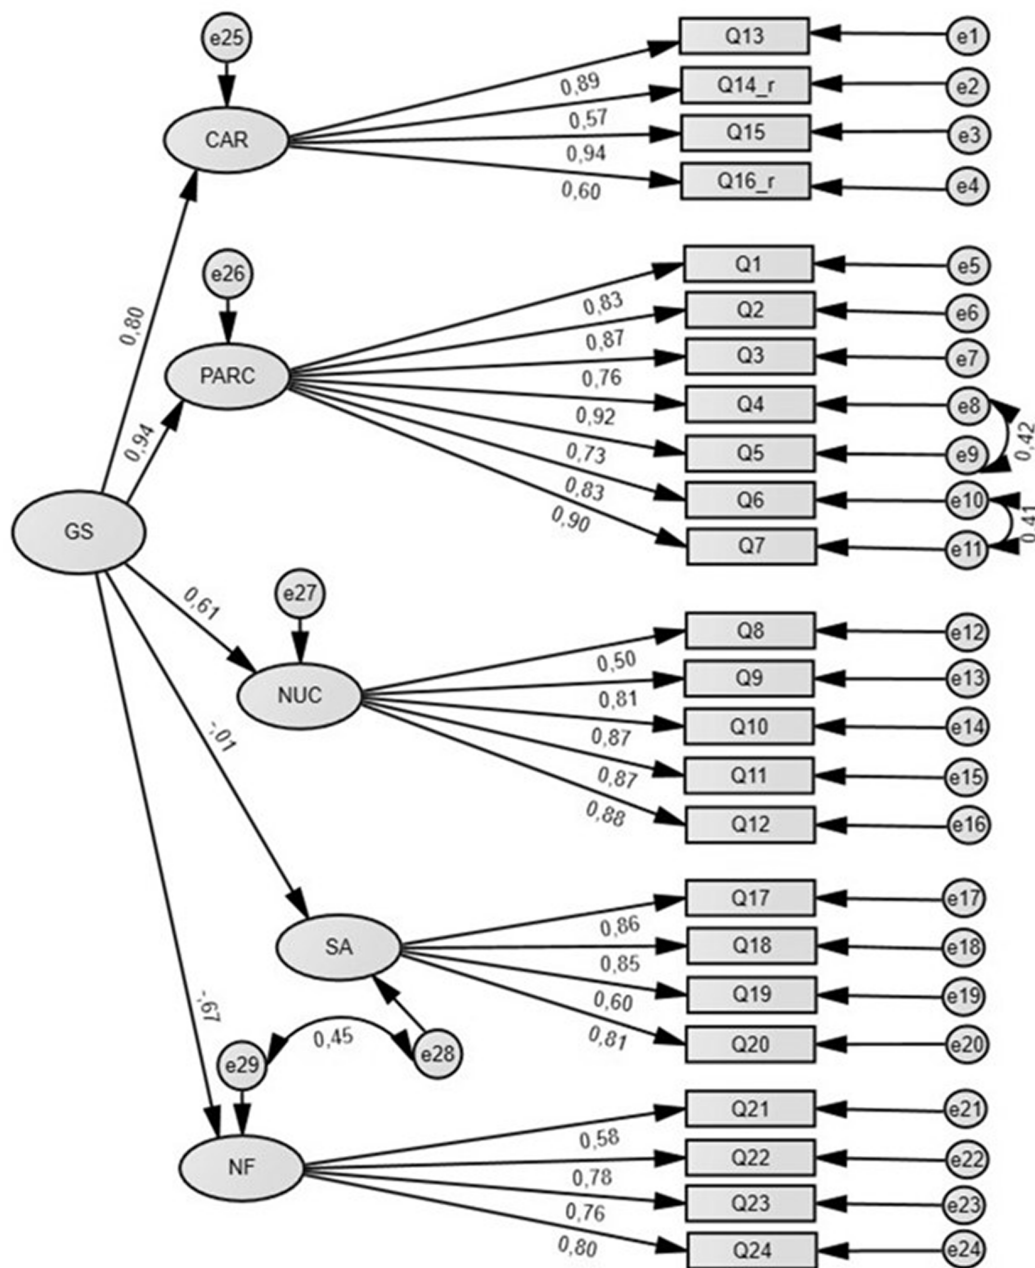 e25
CAR
0,89
0,57
0,94
0,60
Q13
Q14_r
Q15
Q16_r
e1
e2
e3
e4
0,80
e26
PARC
0,83
0,87
0,76
0,92
0,73
0,83
0,90
Q1
Q2
Q3
Q4
Q5
Q6
Q7
e5
e6
e7
e8
e9
e10
e11
0,42
0,41
0,94
GS
0,61
e27
NUC
0,50
0,81
0,87
0,87
0,88
Q8
Q9
Q10
Q11
Q12
e12
e13
e14
e15
e16
-,01
SA
0,86
0,85
0,60
0,81
Q17
Q18
Q19
Q20
e17
e18
e19
e20
-,67
0,45
e28
e29
NF
0,58
0,78
0,76
0,80
Q21
Q22
Q23
Q24
e21
e22
e23
e24